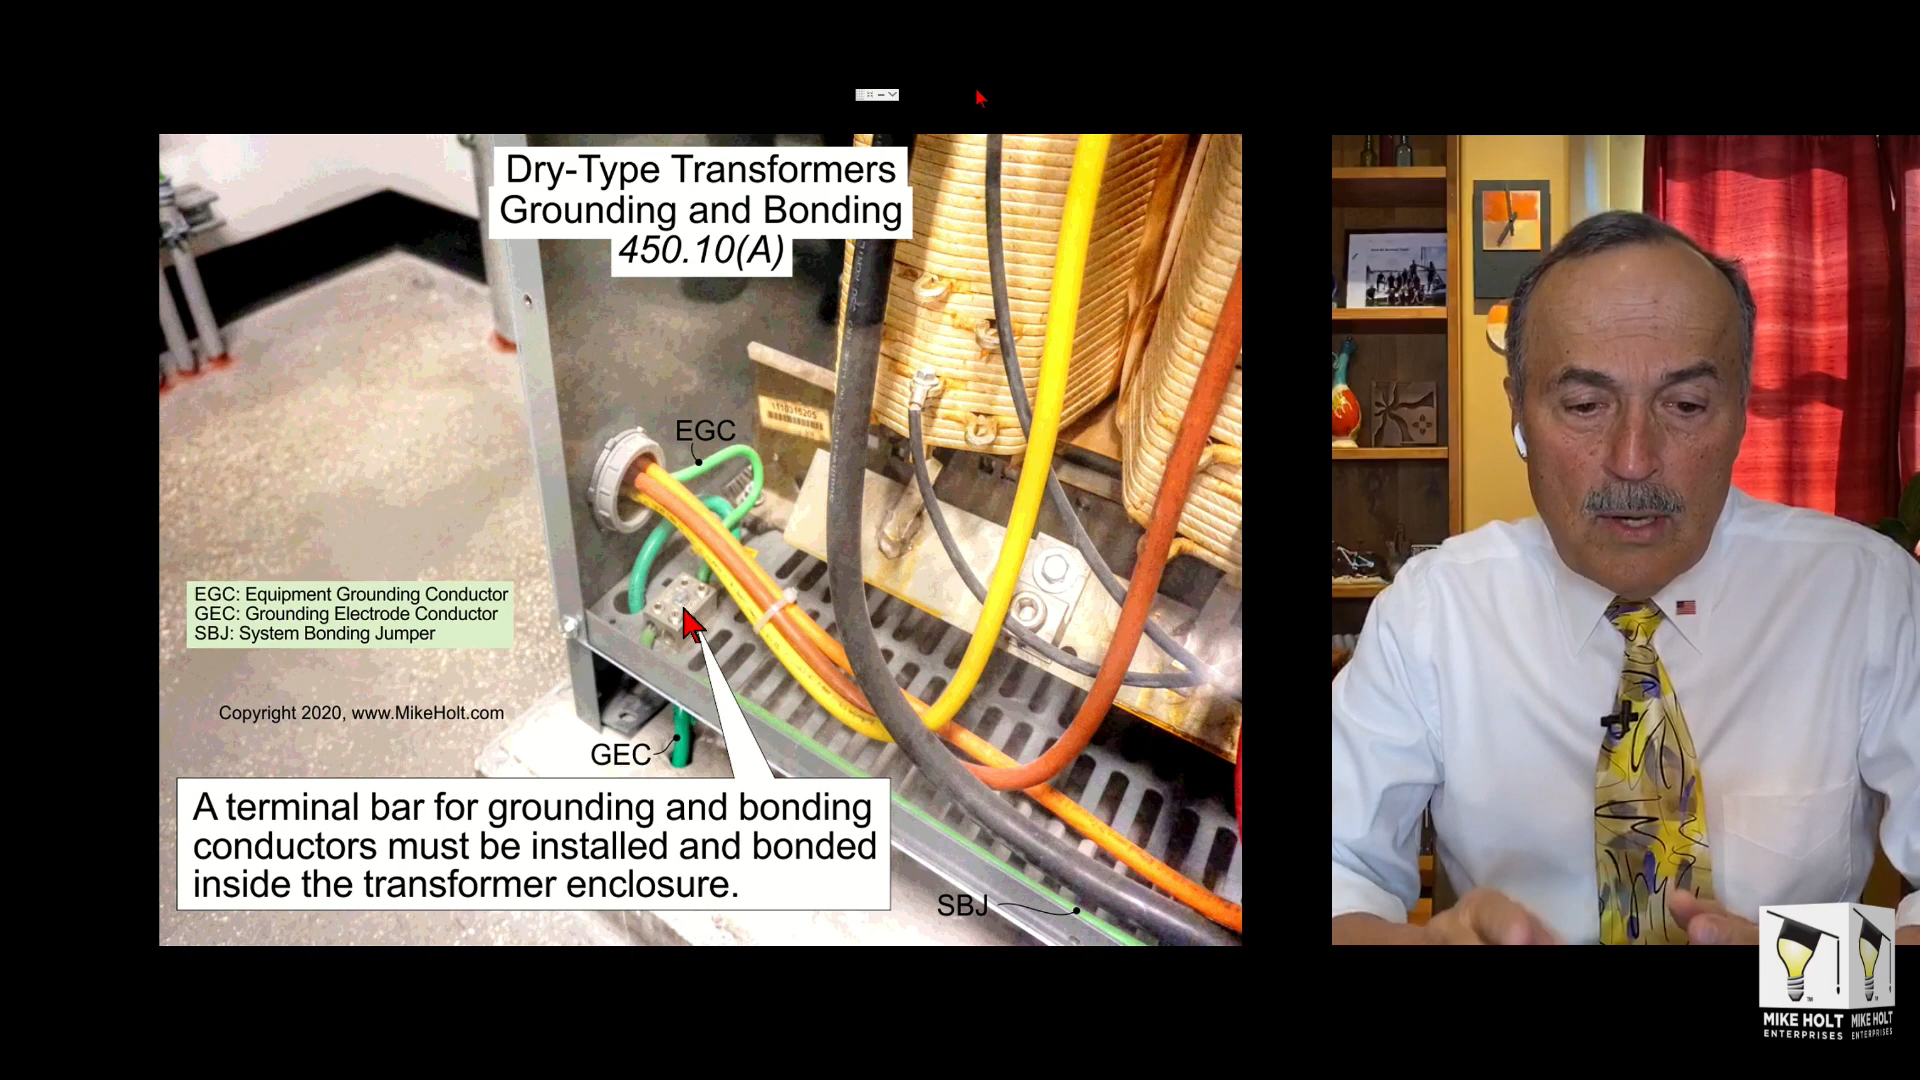 Dry-Type Transformers
Grounding and Bonding
450.10(A)
EGC
EGC: Equipment Grounding Conductor
GEC: Grounding Electrode Conductor
SBJ: System Bonding Jumper
Copyright 2020, www.MikeHolt.com
GEC
A terminal bar for grounding and bonding
conductors must be installed and bonded
inside the transformer enclosure.
SBJ
MIKE HOLT
ENTERPRISES
MIKE HOLT
ENTERPRISES